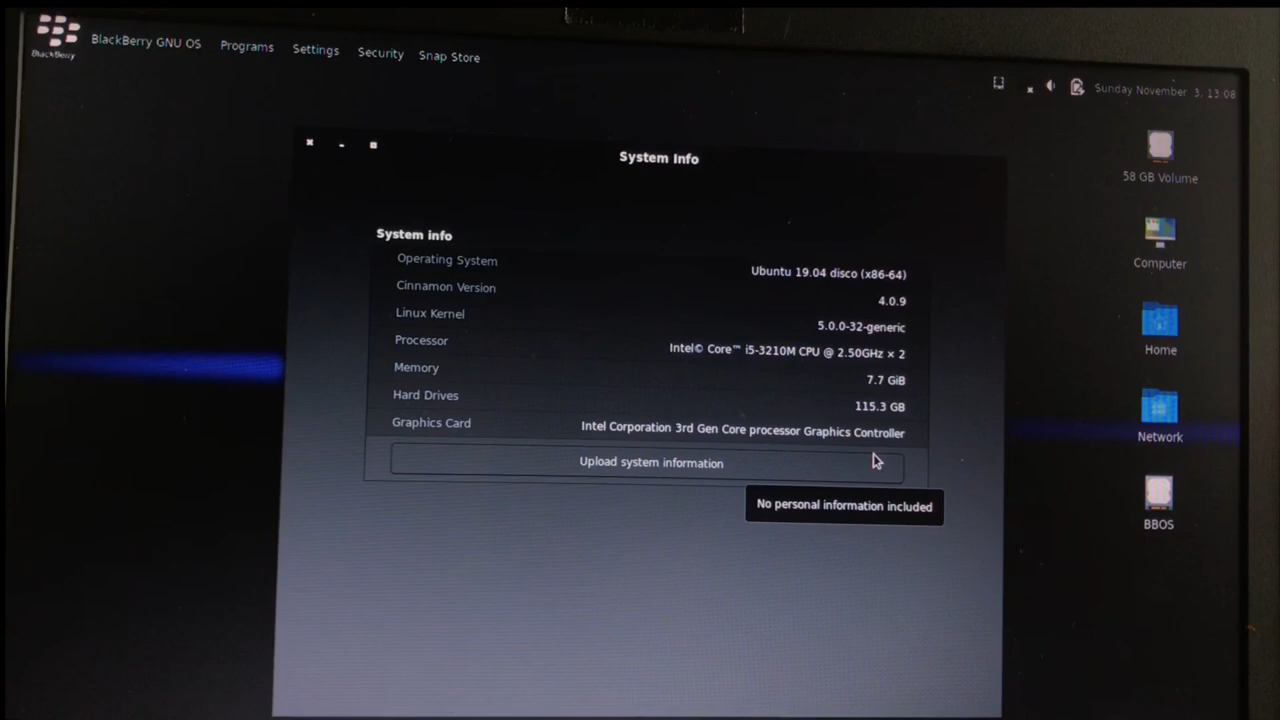 BlackBerry
BlackBerry GNU OS Programs Settings Security Snap Store
Sunday November 3, 13:08
System Info
System info
Operating System Ubuntu 19.04 disco (x86-64)
Cinnamon Version 4.0.9
Linux Kernel 5.0.0-32-generic
Processor Intel© Core™ i5-3210M CPU @ 2.50GHz × 2
Memory 7.7 GiB
Hard Drives 115.3 GB
Graphics Card Intel Corporation 3rd Gen Core processor Graphics Controller
Upload system information
No personal information included
58 GB Volume
Computer
Home
Network
BBOS